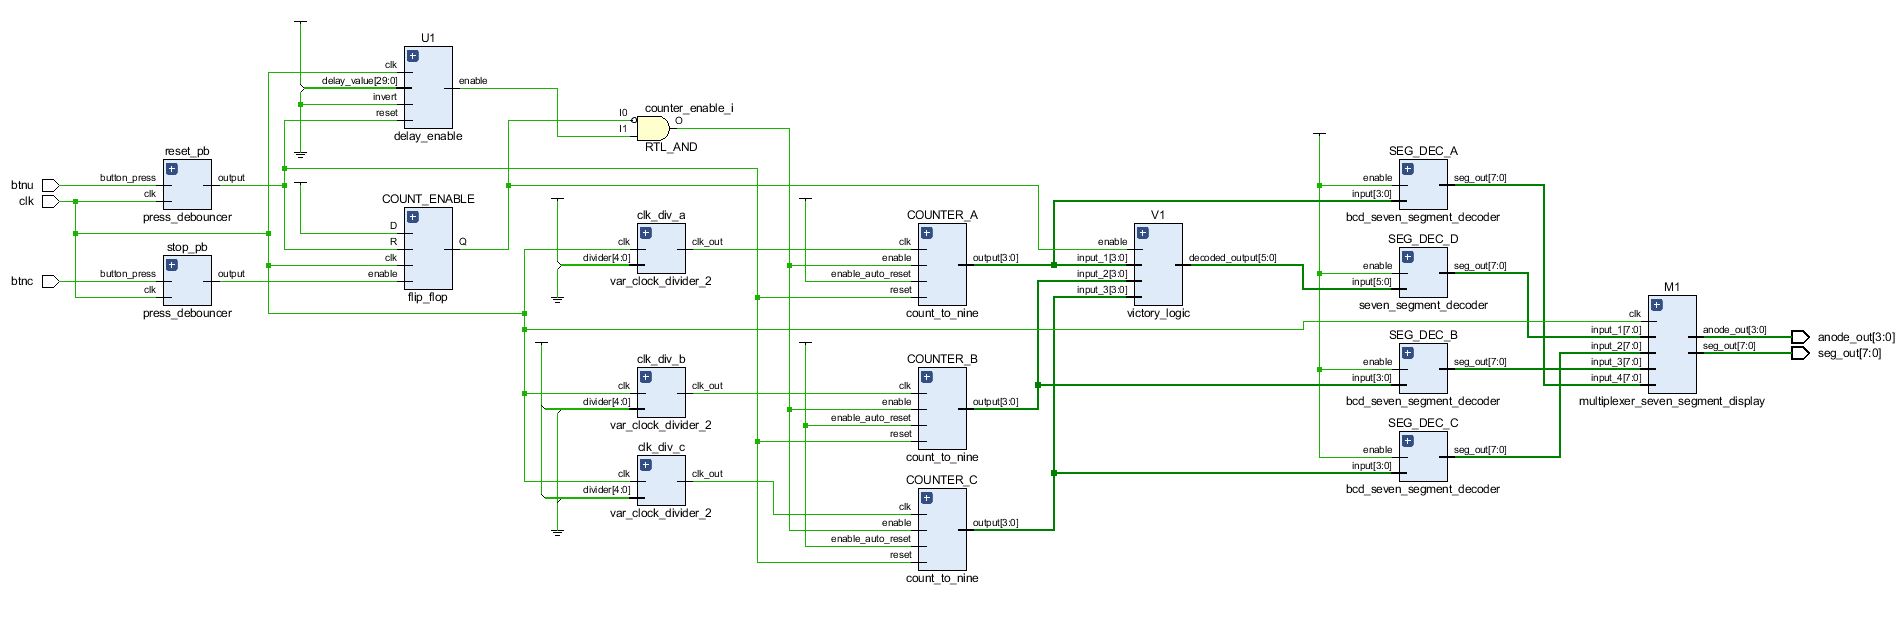 btnu
clk
btnc
reset_pb
button_press
clk
output
press_debouncer
stop_pb
button_press
clk
output
press_debouncer
U1
clk
delay_value[29:0]
invert
reset
enable
delay_enable
COUNT_ENABLE
D
R
clk
enable
Q
flip_flop
counter_enable_i
I0
I1
O
RTL_AND
clk_div_a
clk
divider[4:0]
clk_out
var_clock_divider_2
clk_div_b
clk
divider[4:0]
clk_out
var_clock_divider_2
clk_div_c
clk
divider[4:0]
clk_out
var_clock_divider_2
COUNTER_A
clk
enable
enable_auto_reset
reset
output[3:0]
count_to_nine
COUNTER_B
clk
enable
enable_auto_reset
reset
output[3:0]
count_to_nine
COUNTER_C
clk
enable
enable_auto_reset
reset
output[3:0]
count_to_nine
V1
enable
input_1[3:0]
input_2[3:0]
input_3[3:0]
decoded_output[5:0]
victory_logic
SEG_DEC_A
enable
input[3:0]
seg_out[7:0]
bcd_seven_segment_decoder
SEG_DEC_D
enable
input[5:0]
seg_out[7:0]
seven_segment_decoder
SEG_DEC_B
enable
input[3:0]
seg_out[7:0]
bcd_seven_segment_decoder
SEG_DEC_C
enable
input[3:0]
seg_out[7:0]
bcd_seven_segment_decoder
M1
clk
input_1[7:0]
input_2[7:0]
input_3[7:0]
input_4[7:0]
anode_out[3:0]
seg_out[7:0]
multiplexer_seven_segment_display
anode_out[3:0]
seg_out[7:0]